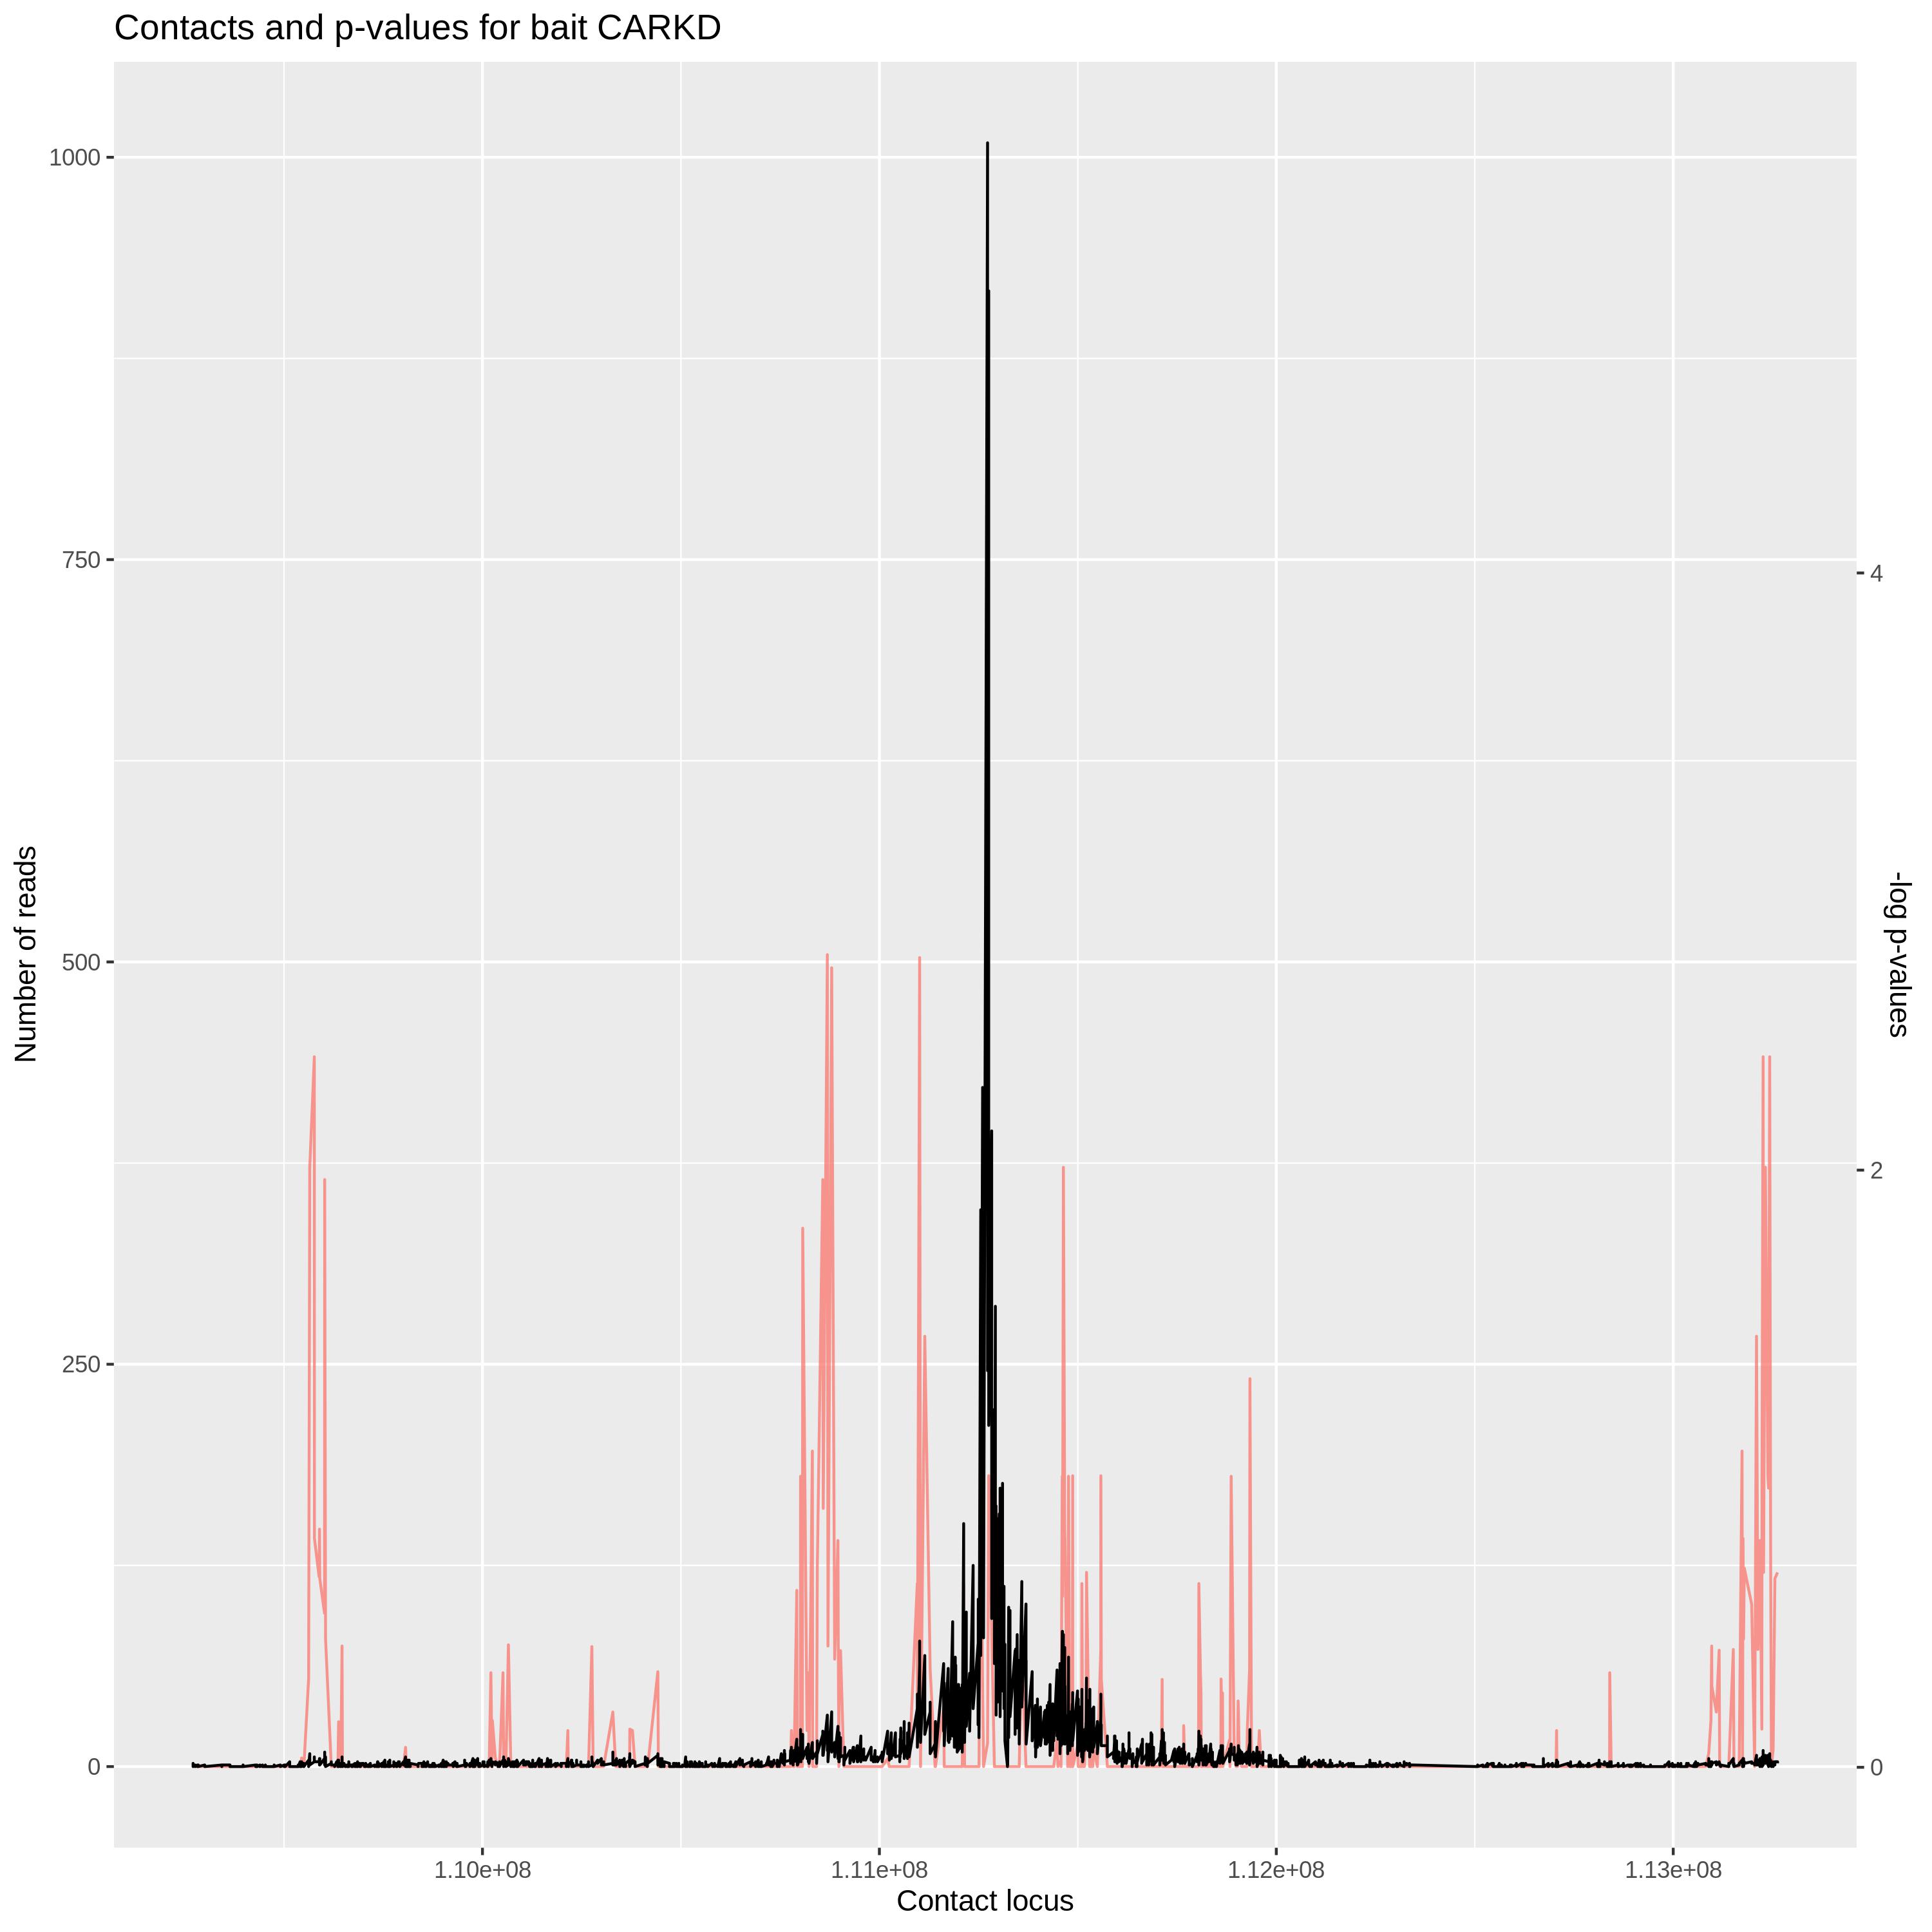 Contacts and p-values for bait CARKD
1000
750
500
250
0
Number of reads
4
2
0
-log p-values
1.10e+08
1.11e+08
1.12e+08
1.13e+08
Contact locus